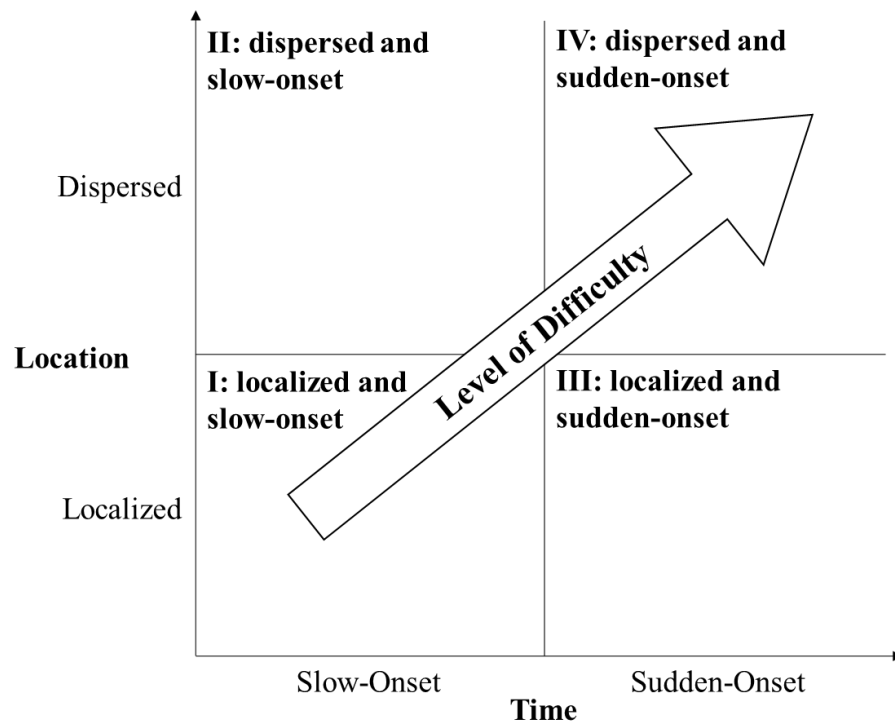 II: dispersed and
slow-onset
IV: dispersed and
sudden-onset
Dispersed
Level of Difficulty
Location
I: localized and
slow-onset
III: localized and
sudden-onset
Localized
Slow-Onset
Sudden-Onset
Time